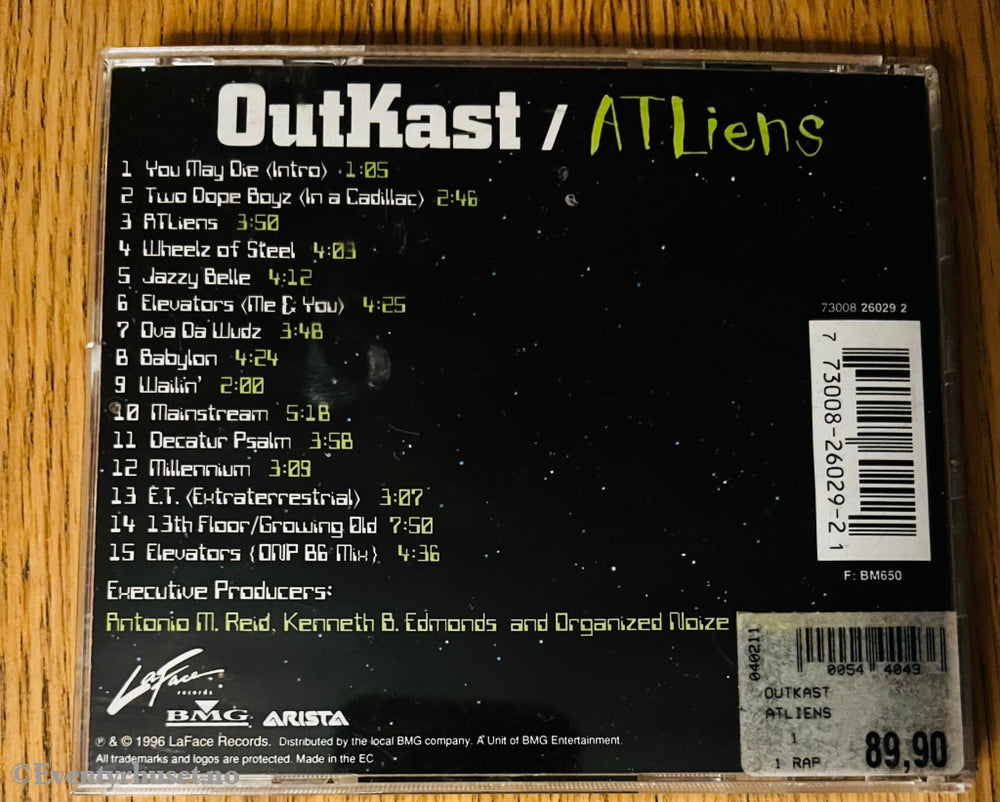 OutKast / ATLiens
1 You May Die (Intro) 1:05
2 Two Dope Boyz (In a Cadillac) 2:46
3 ATLiens 3:50
4 Wheelz of Steel 4:03
5 Jazzy Belle 4:12
6 Elevators (Me & You) 4:25
7 Ova Da Wudz 3:48
8 Babylon 4:24
9 Wailin' 2:00
10 Mainstream 5:18
11 Decatur Psalm 3:58
12 Millennium 3:09
13 E.T. (Extraterrestrial) 3:07
14 13th Floor/Growing Old 7:50
15 Elevators (ONP 86 Mix) 4:36
Executive Producers:
Antonio M. Reid, Kenneth B. Edmonds and Organized Noize
73008 26029 2
7 73008-26029-2 1
F: BM650
LaFace
records
BMG ARISTA
℗ & © 1996 LaFace Records. Distributed by the local BMG company. A Unit of BMG Entertainment.
All trademarks and logos are protected. Made in the EC
040211
0054 4043
OUTKAST
ATLIENS
1
1 RAP
89,90
©Eventyrhuset.no